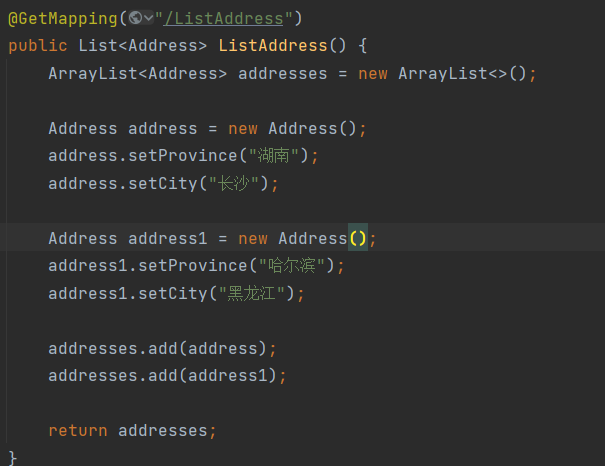 @GetMapping("/ListAddress")
public List<Address> ListAddress() {
ArrayList<Address> addresses = new ArrayList<>();
Address address = new Address();
address.setProvince("湖南");
address.setCity("长沙");
Address address1 = new Address();
address1.setProvince("哈尔滨");
address1.setCity("黑龙江");
addresses.add(address);
addresses.add(address1);
return addresses;
}